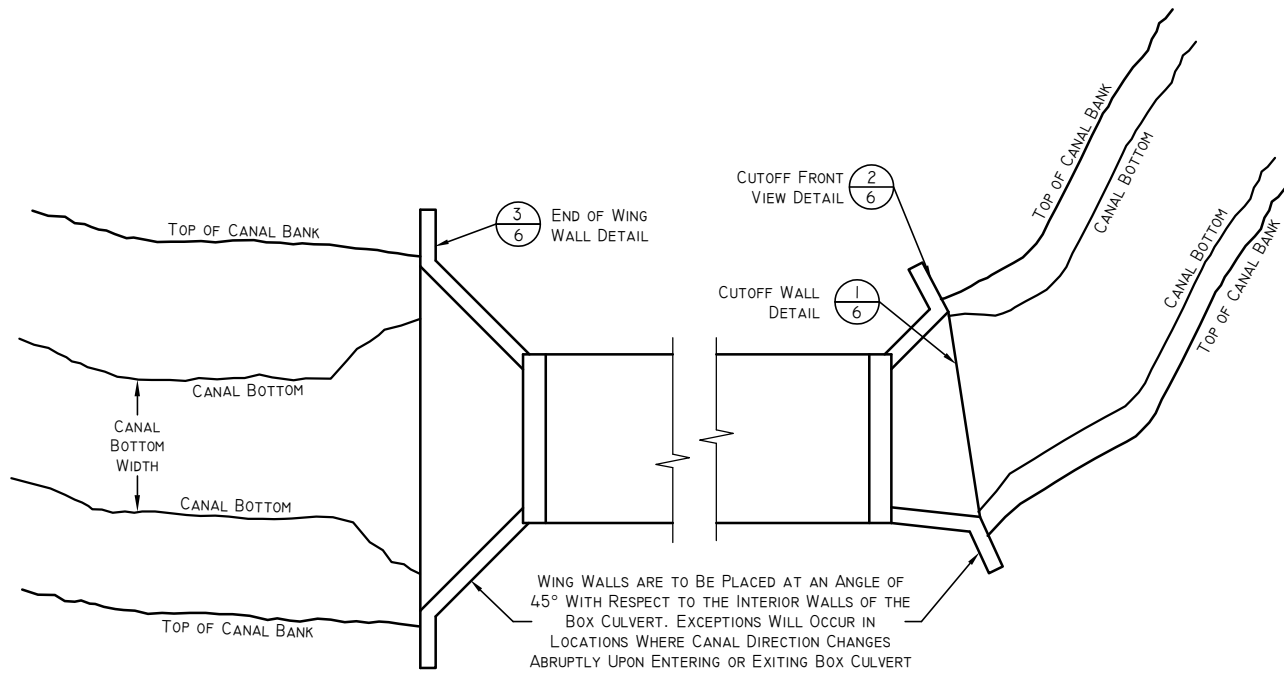 Top of Canal Bank
3
6
End of Wing
Wall Detail
Cutoff Front
View Detail
2
6
Top of Canal Bank
Canal Bottom
Cutoff Wall
Detail
1
6
Canal Bottom
Top of Canal Bank
Canal Bottom
Canal
Bottom
Width
Canal Bottom
Top of Canal Bank
Wing Walls are to Be Placed at an Angle of
45° With Respect to the Interior Walls of the
Box Culvert. Exceptions Will Occur in
Locations Where Canal Direction Changes
Abruptly Upon Entering or Exiting Box Culvert